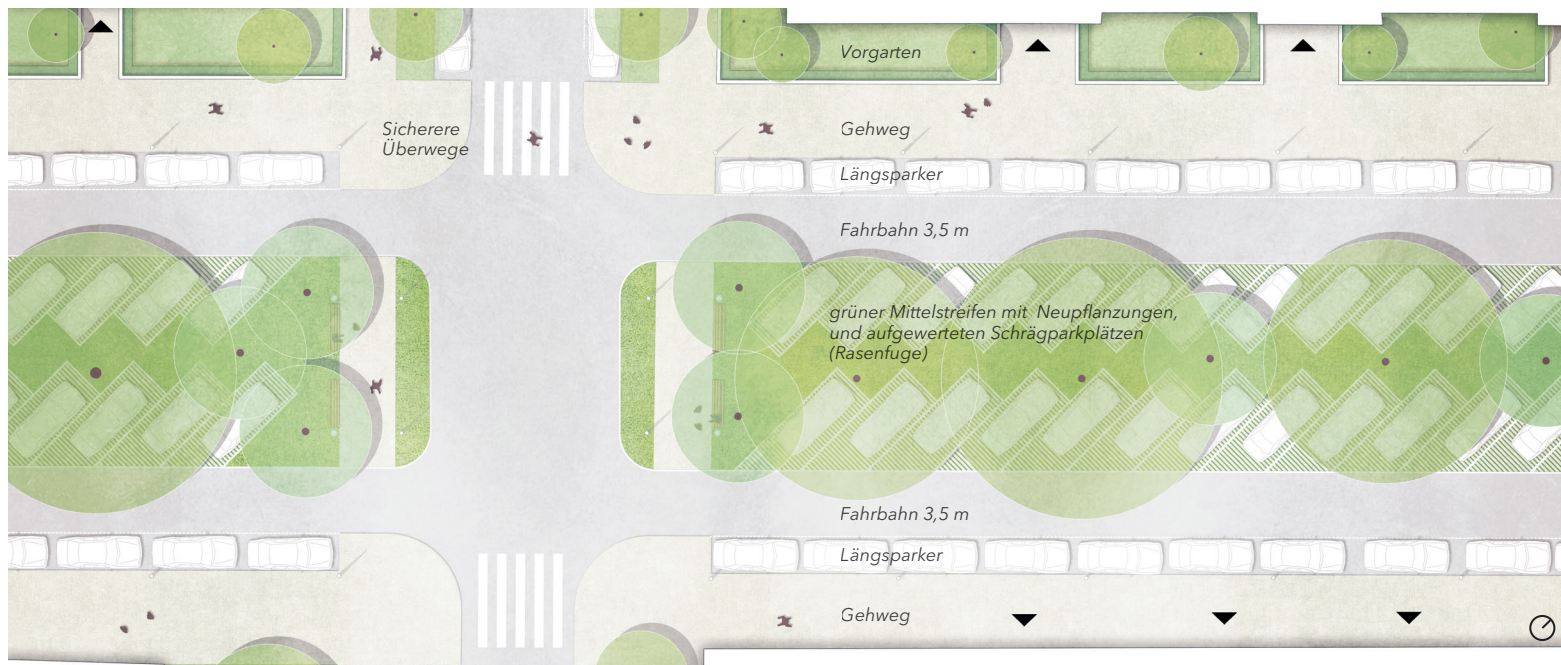 Vorgarten
Sicherere
Überwege
Gehweg
Längsparker
Fahrbahn 3,5 m
grüner Mittelstreifen mit Neupflanzungen,
und aufgewerteten Schrägparkplätzen
(Rasenfuge)
Fahrbahn 3,5 m
Längsparker
Gehweg